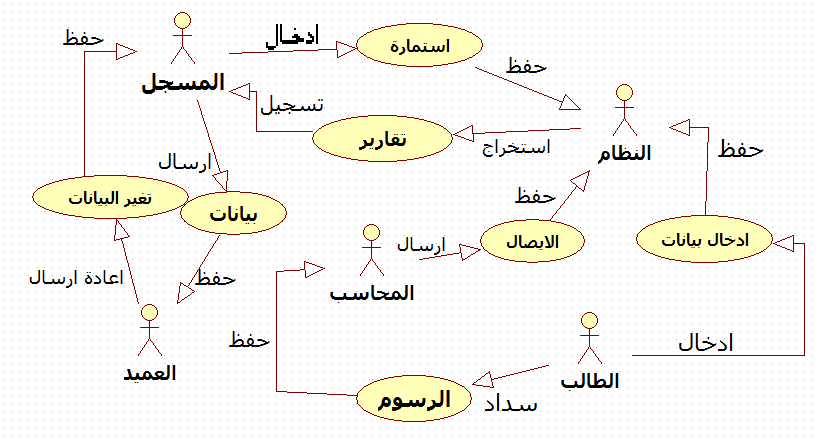 حفظ
ادخال
استمارة
المسجل
حفظ
تسجيل
تقارير
استخراج
النظام
حفظ
ارسال
تغير البيانات
بيانات
حفظ
ارسال
الايصال
ادخال بيانات
اعادة ارسال
حفظ
المحاسب
العميد
حفظ
ادخال
الطالب
الرسوم
سداد